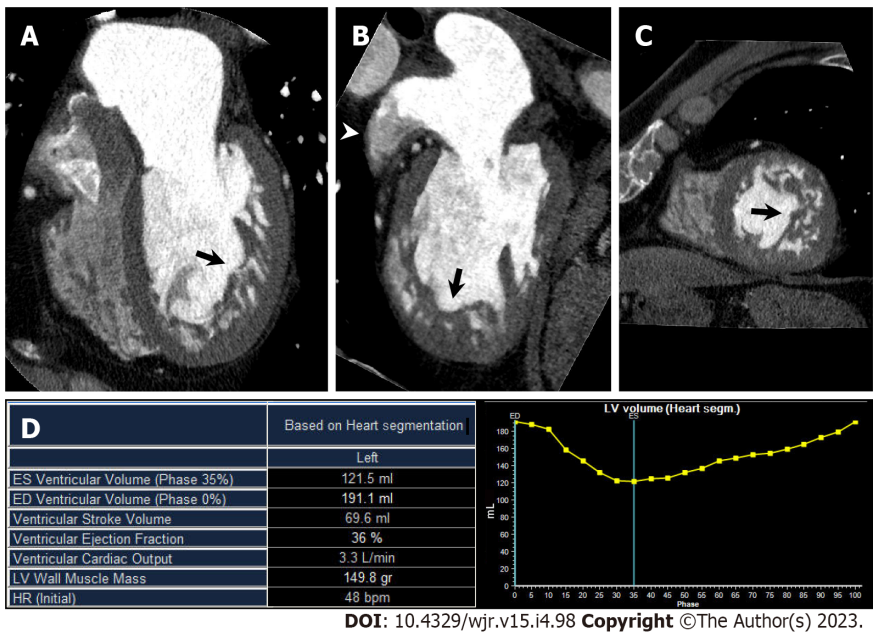 A
B
C
D
Based on Heart segmentation
Left
ES Ventricular Volume (Phase 35%) 121.5 ml
ED Ventricular Volume (Phase 0%) 191.1 ml
Ventricular Stroke Volume 69.6 ml
Ventricular Ejection Fraction 36 %
Ventricular Cardiac Output 3.3 L/min
LV Wall Muscle Mass 149.8 gr
HR (Initial) 48 bpm
LV volume (Heart segm.)
ED ES
180
160
140
120
100
80
60
40
20
0
mL
0 5 10 15 20 25 30 35 40 45 50 55 60 65 70 75 80 85 90 95 100
Phase
DOI: 10.4329/wjr.v15.i4.98 Copyright ©The Author(s) 2023.